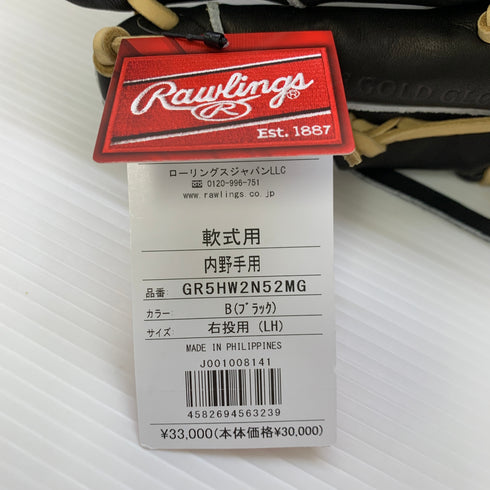 Rawlings
R
®
Est. 1887
ローリングスジャパンLLC
0120-996-751
www.rawlings.co.jp
軟式用
内野手用
品番: GR5HW2N52MG
カラー: B(ブラック)
サイズ: 右投用 (LH)
MADE IN PHILIPPINES
J001008141
4582694563239
¥33,000(本体価格¥30,000)